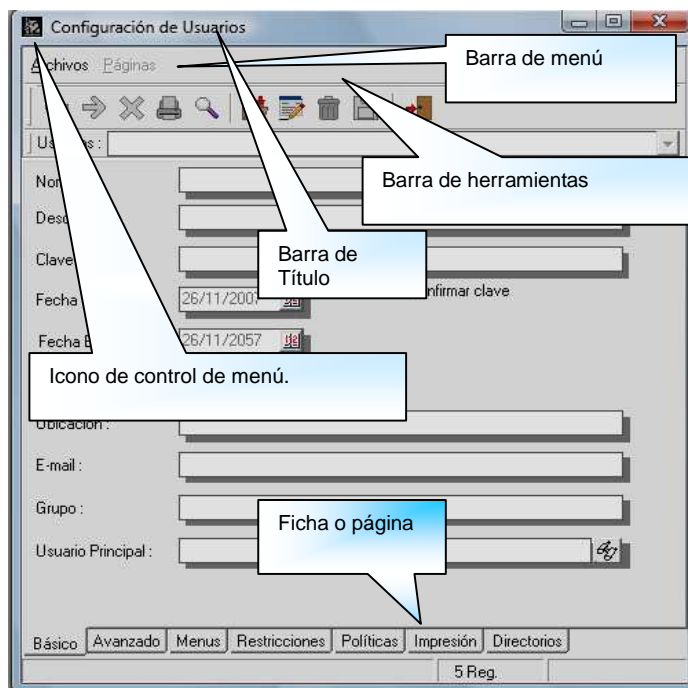 Configuración de Usuarios
Archivos Páginas
Barra de menú
Barra de herramientas
Barra de
Título
Clave
Fecha
26/11/2007
Fecha
26/11/2057
Icono de control de menú.
Ubicación :
E-mail :
Grupo :
Ficha o página
Usuario Principal :
Básico Avanzado Menus Restricciones Políticas Impresión Directorios
5 Reg.